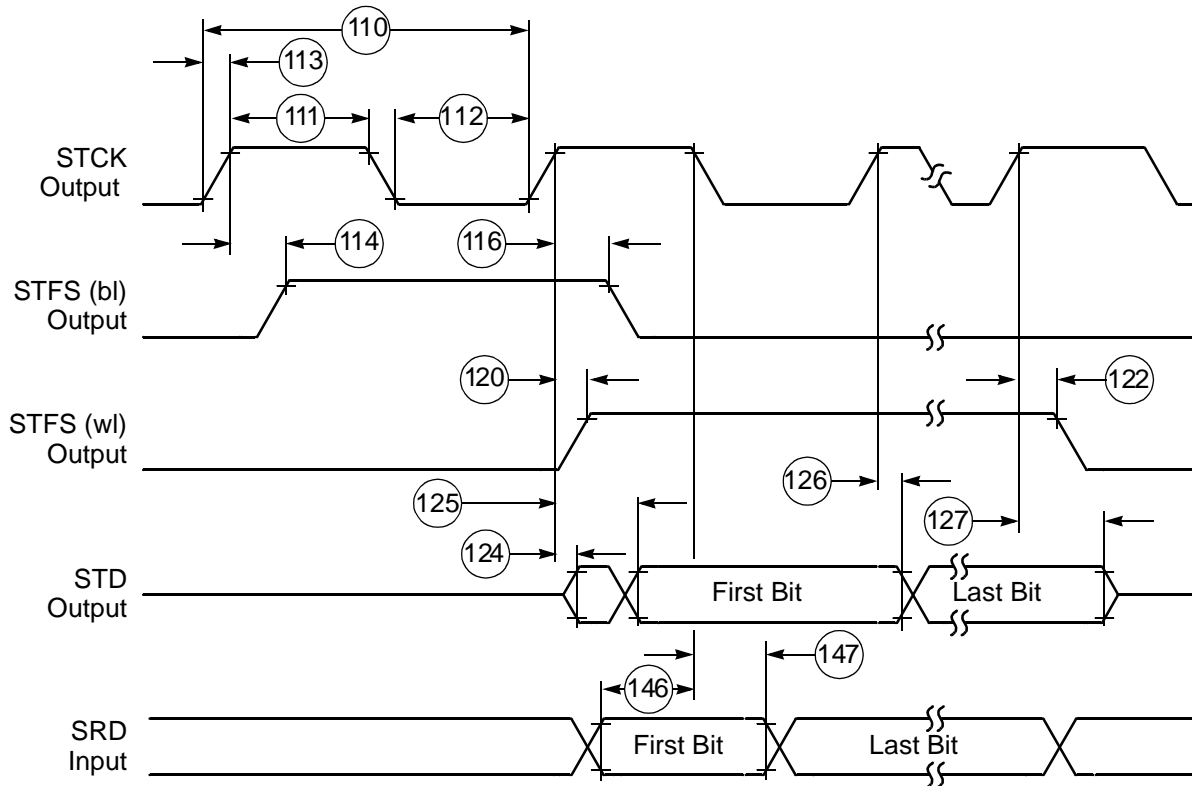 110
113
111
112
STCK
Output
114
116
STFS (bl)
Output
120
122
STFS (wl)
Output
126
125
127
124
STD
Output
First Bit
Last Bit
147
146
SRD
Input
First Bit
Last Bit